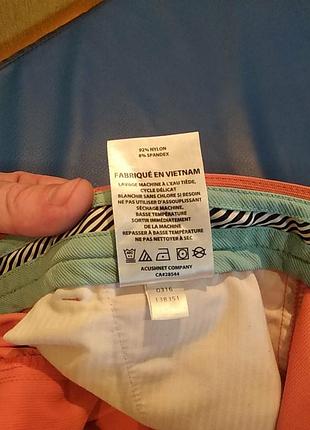 92% NYLON
8% SPANDEX
FABRIQUÉ EN VIETNAM
LAVAGE MACHINE À L'EAU TIÈDE,
CYCLE DÉLICAT
BLANCHIR SANS CHLORE SI BESOIN
NE PAS UTILISER D'ASSOUPLISSANT
SÉCHAGE MACHINE,
BASSE TEMPÉRATURE
SORTIR IMMÉDIATEMENT
DE LA MACHINE
REPASSER À BASSE TEMPÉRATURE
NE PAS NETTOYER À SEC
ACUSHNET COMPANY
CA#28544
0316
138351